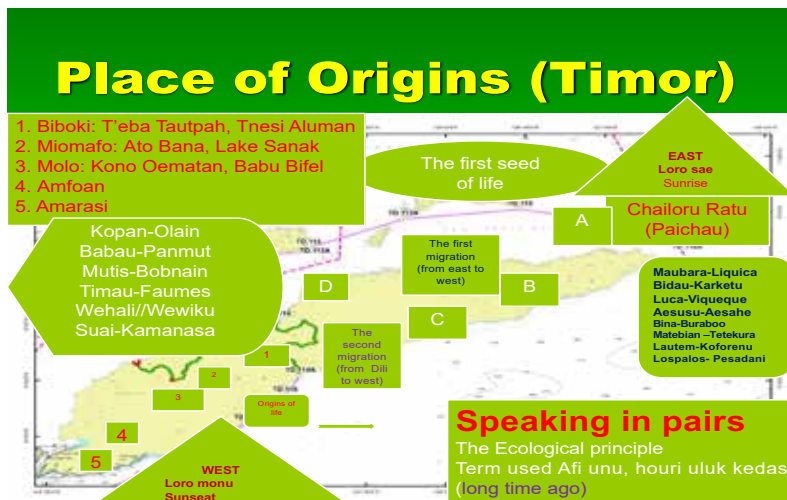 Place of Origins (Timor)
1. Biboki: T'eba Tautpah, Tnesi Aluman
2. Miomafo: Ato Bana, Lake Sanak
3. Molo: Kono Oematan, Babu Bifel
4. Amfoan
5. Amarasi
The first seed
of life
EAST
Loro sae
Sunrise
Chailoru Ratu
(Paichau)
Kopan-Olain
Babau-Panmut
Mutis-Bobnain
Timau-Faumes
Wehali//Wewiku
Suai-Kamanasa
A
The first
migration
(from east to
west)
B
D
C
Maubara-Liquica
Bidau-Karketu
Luca-Viqueque
Aesusu-Aesahe
Bina-Buraboo
Matebian –Tetekura
Lautem-Koforenu
Lospalos- Pesadani
The
second
migration
(from Dili
to west)
1
2
3
Origins of
life
4
5
WEST
Loro monu
Sunseat
Speaking in pairs
The Ecological principle
Term used Afi unu, houri uluk kedas
(long time ago)